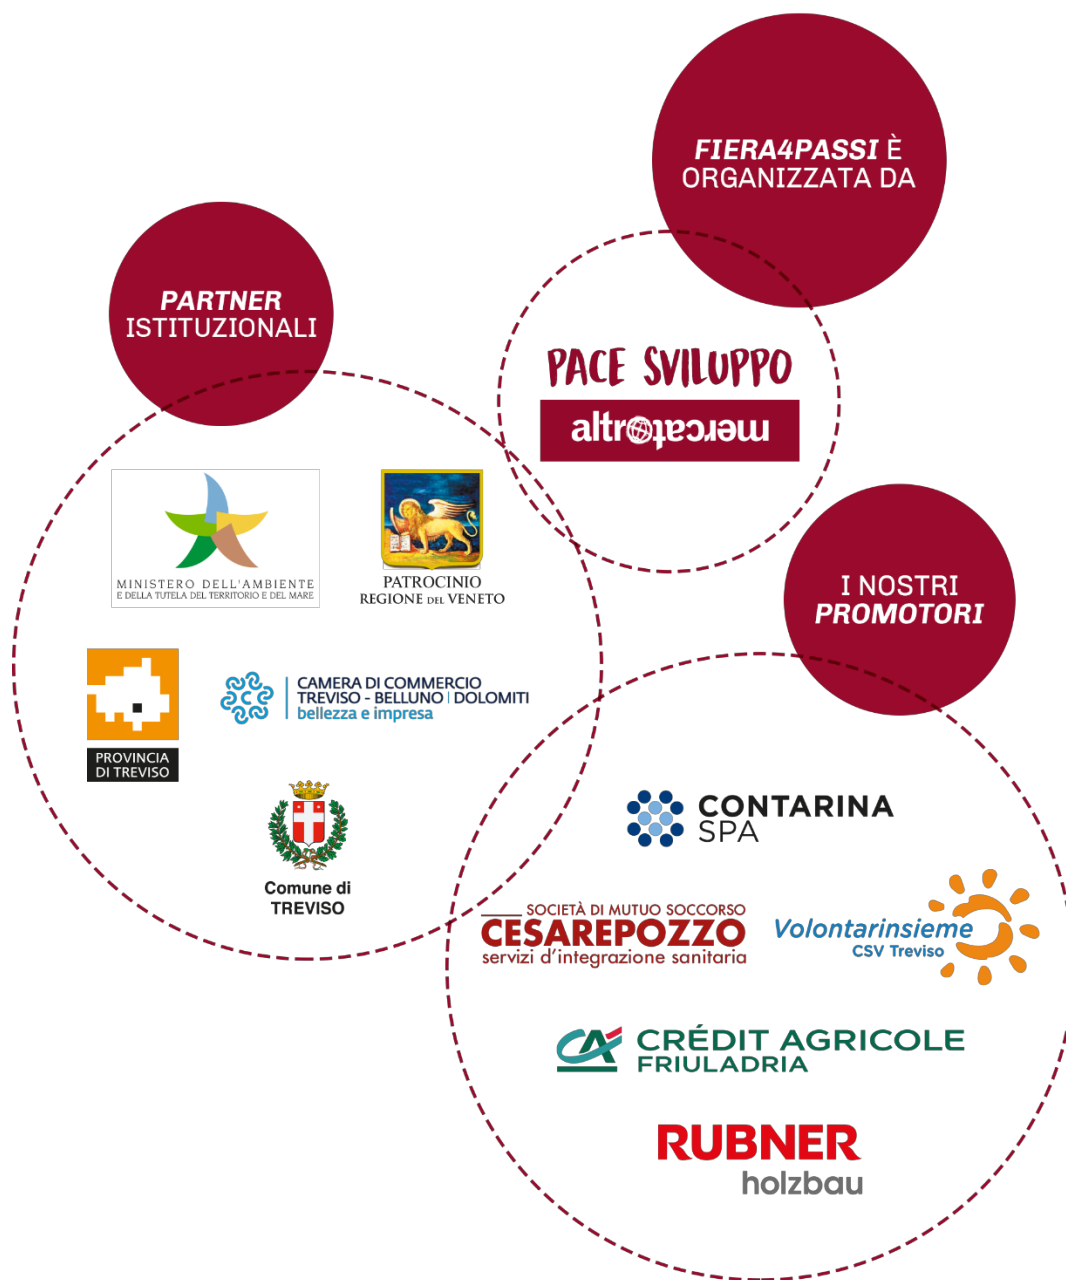 FIERA4PASSI È
ORGANIZZATA DA
PACE SVILUPPO
altromercato
PARTNER
ISTITUZIONALI
MINISTERO DELL'AMBIENTE
E DELLA TUTELA DEL TERRITORIO E DEL MARE
PATROCINIO
REGIONE DEL VENETO
PROVINCIA
DI TREVISO
C
CAMERA DI COMMERCIO
TREVISO - BELLUNO | DOLOMITI
bellezza e impresa
Comune di
TREVISO
I NOSTRI
PROMOTORI
CONTARINA
SPA
SOCIETÀ DI MUTUO SOCCORSO
CESAREPOZZO
servizi d'integrazione sanitaria
Volontarinsieme
CSV Treviso
CA CRÉDIT AGRICOLE
FRIULADRIA
RUBNER
holzbau